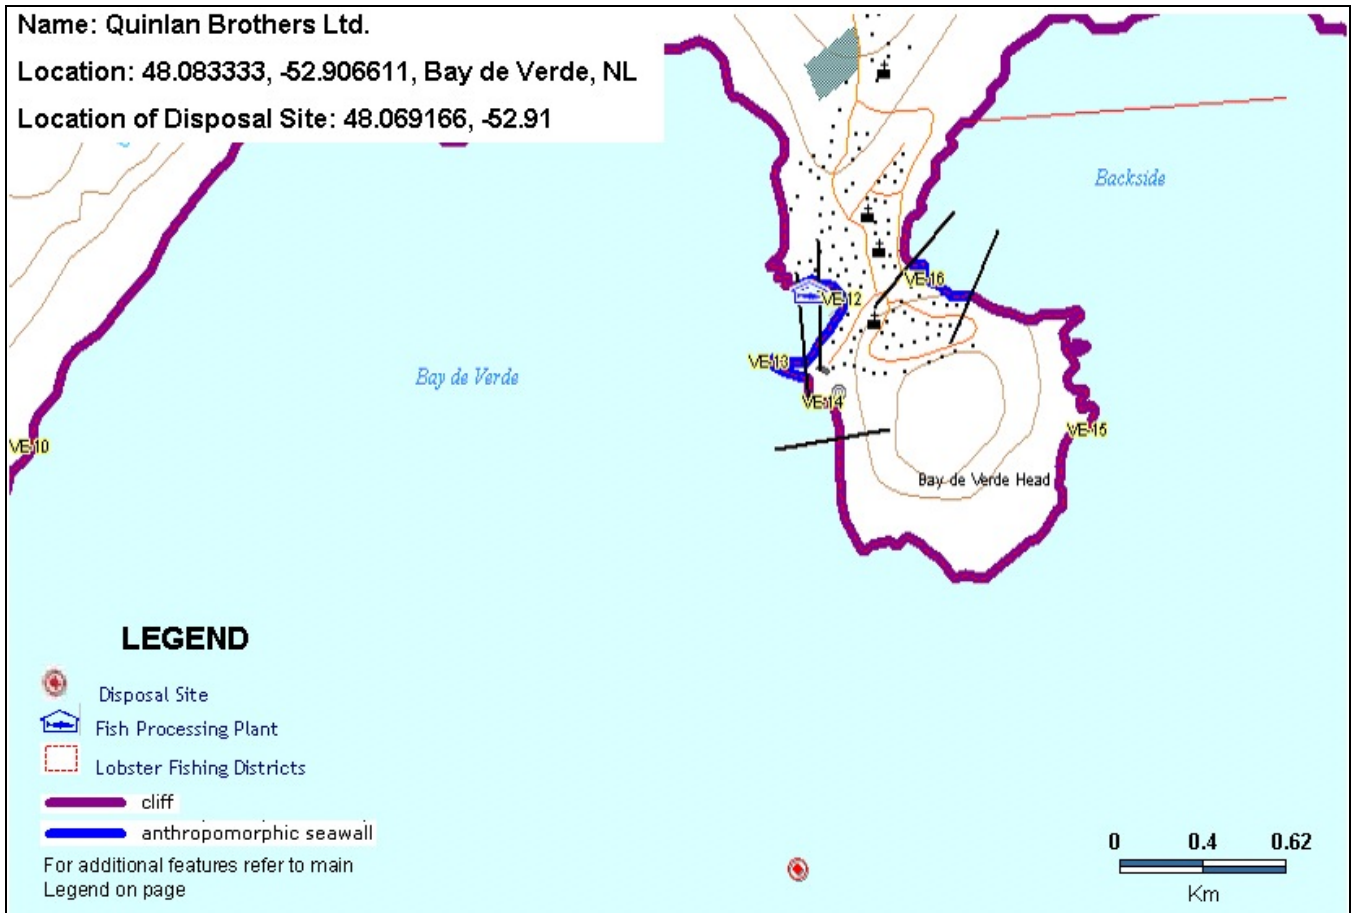 Name: Quinlan Brothers Ltd.
Location: 48.083333, -52.906611, Bay de Verde, NL
Location of Disposal Site: 48.069166, -52.91
Backside
VE-16
VE-12
VE-13
Bay de Verde
VE-14
VE-15
VE-10
Bay de Verde Head
LEGEND
Disposal Site
Fish Processing Plant
Lobster Fishing Districts
cliff
anthropomorphic seawall
For additional features refer to main
Legend on page
0 0.4 0.62
Km